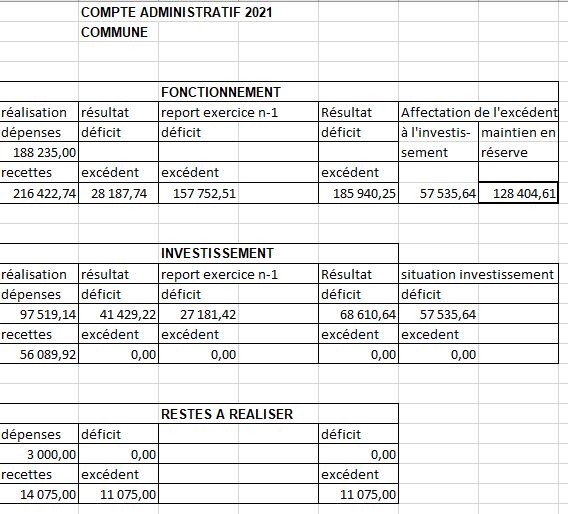 COMPTE ADMINISTRATIF 2021
COMMUNE
FONCTIONNEMENT
réalisation résultat report exercice n-1 Résultat Affectation de l'excédent
dépenses déficit déficit déficit à l'investis- maintien en
188 235,00 sement réserve
recettes excédent excédent excédent
216 422,74 28 187,74 157 752,51 185 940,25 57 535,64 128 404,61
INVESTISSEMENT
réalisation résultat report exercice n-1 Résultat situation investissement
dépenses déficit déficit déficit déficit
97 519,14 41 429,22 27 181,42 68 610,64 57 535,64
recettes excédent excédent excédent excedent
56 089,92 0,00 0,00 0,00 0,00
RESTES A REALISER
dépenses déficit déficit
3 000,00 0,00 0,00
recettes excédent excédent
14 075,00 11 075,00 11 075,00